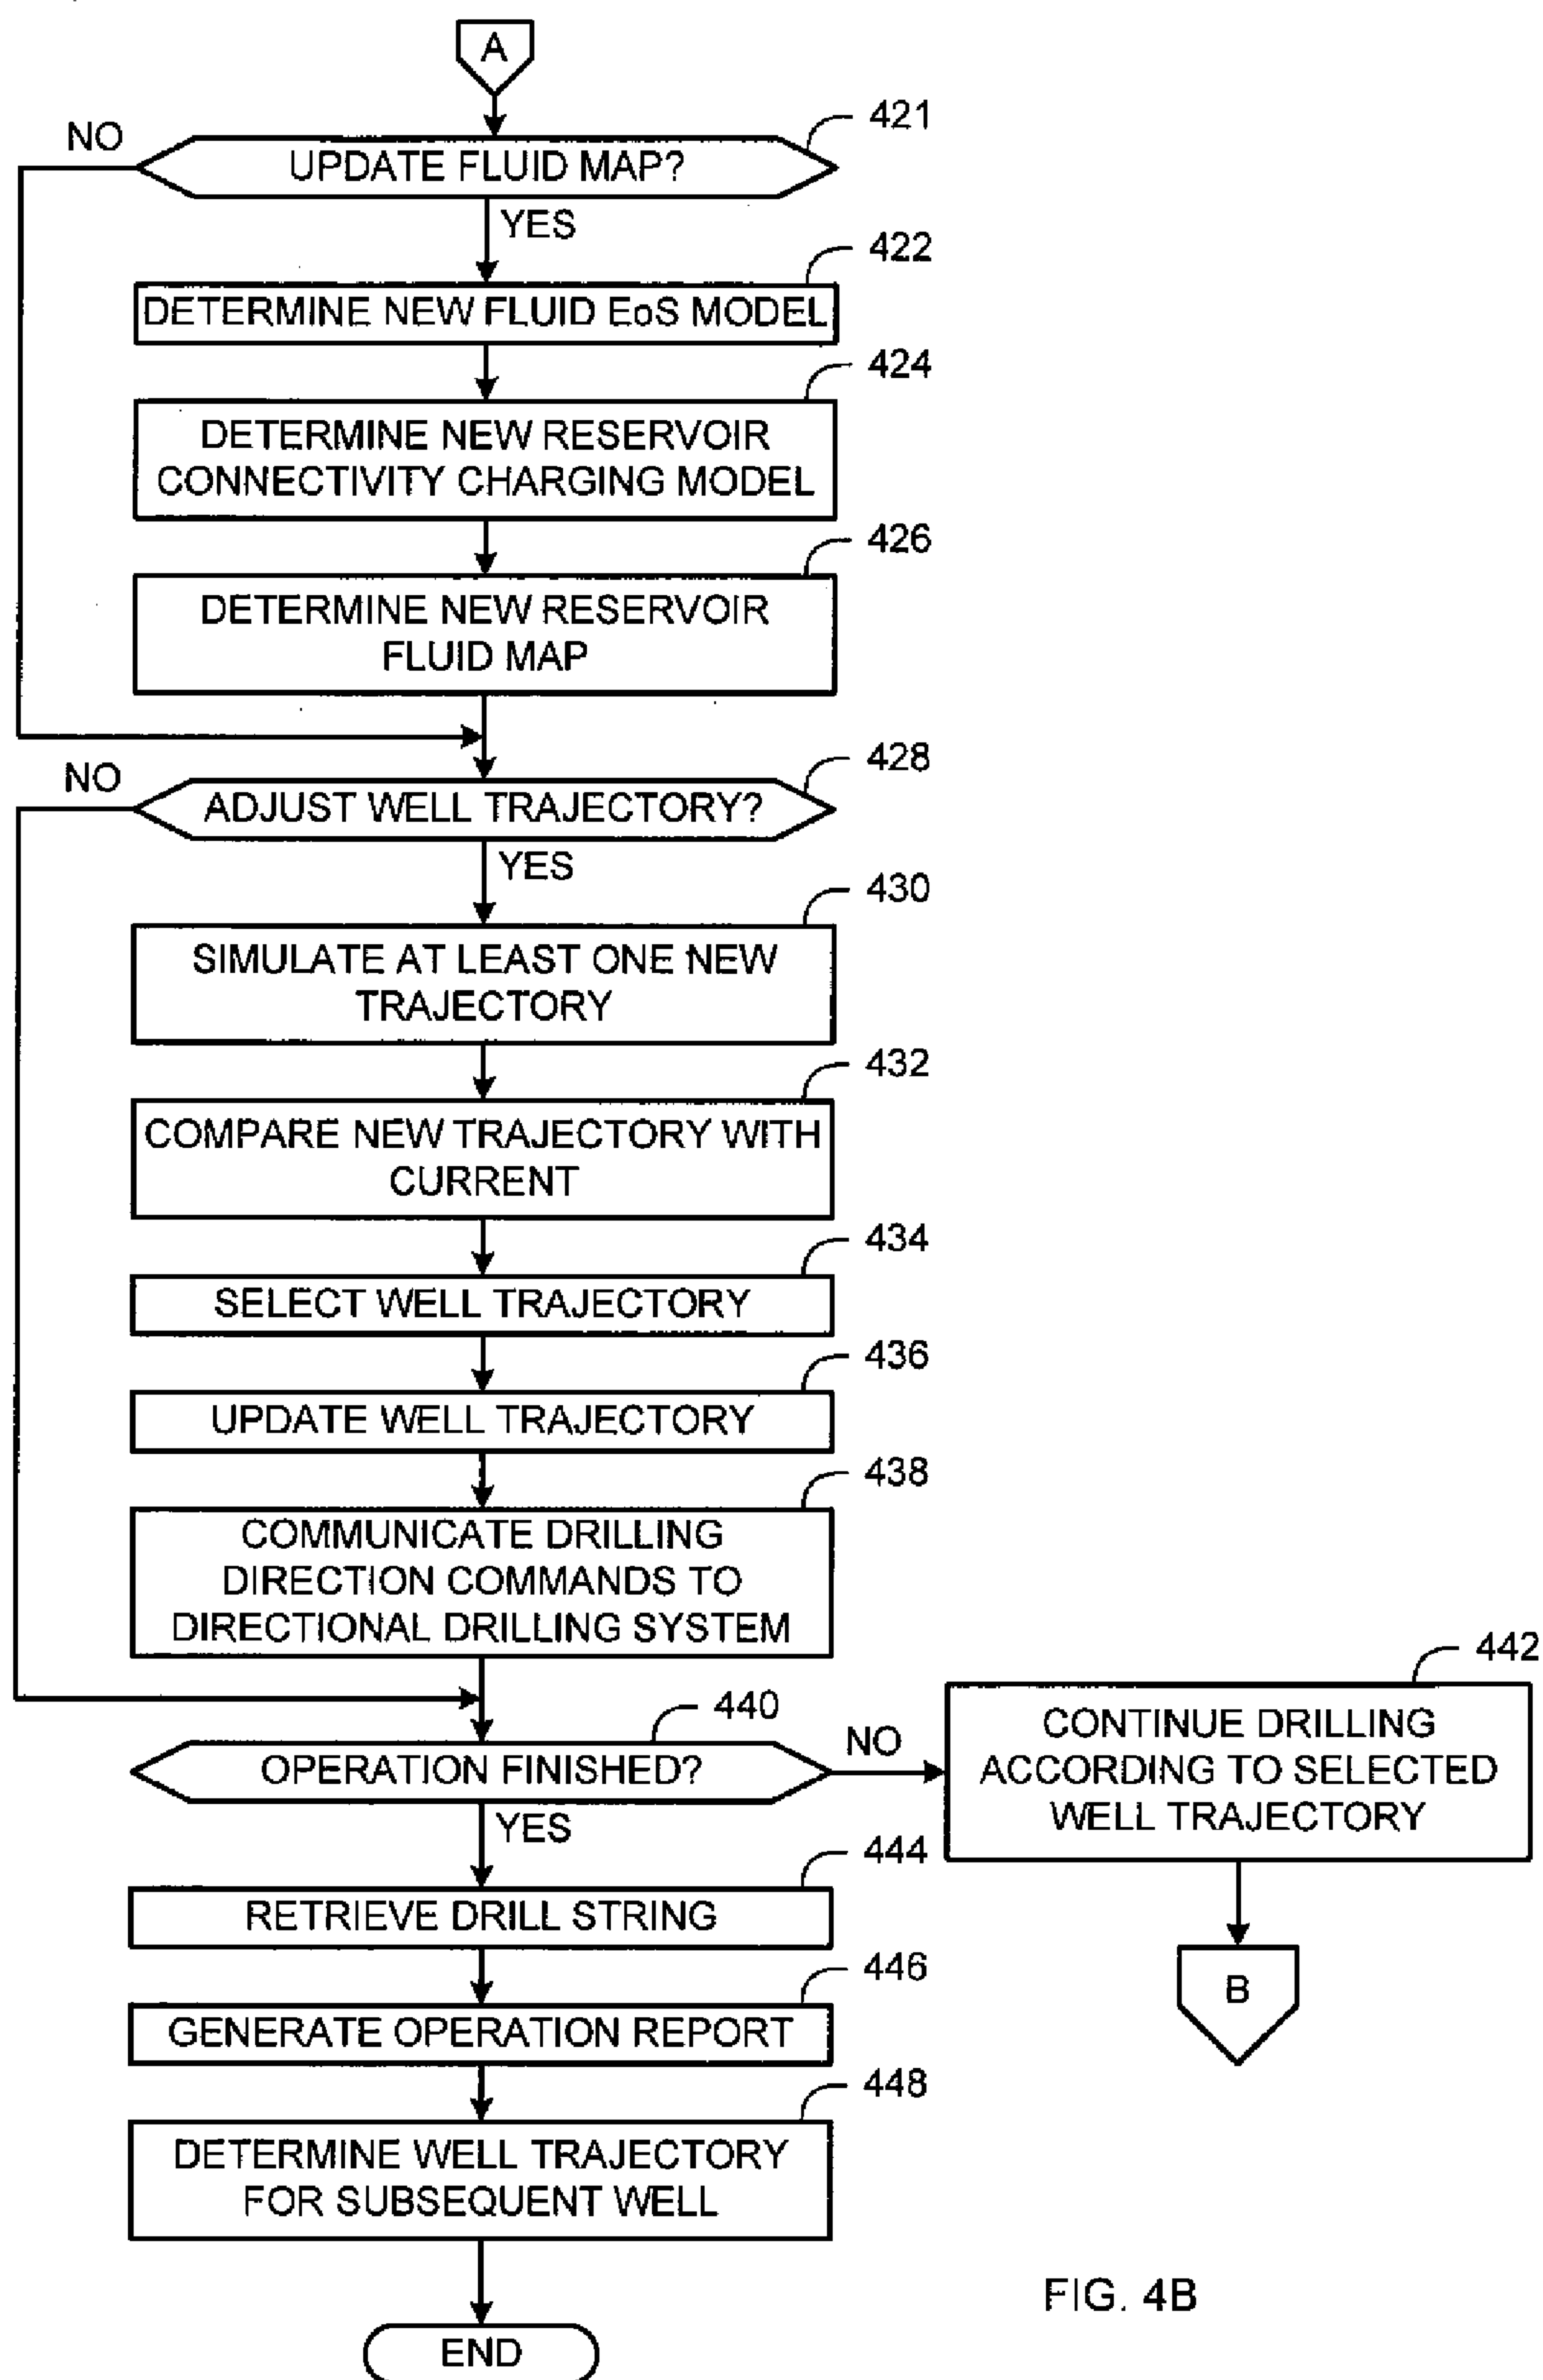 A
421
NO
UPDATE FLUID MAP?
YES
422
DETERMINE NEW FLUID EoS MODEL
424
DETERMINE NEW RESERVOIR
CONNECTIVITY CHARGING MODEL
426
DETERMINE NEW RESERVOIR
FLUID MAP
428
NO
ADJUST WELL TRAJECTORY?
YES
430
SIMULATE AT LEAST ONE NEW
TRAJECTORY
432
COMPARE NEW TRAJECTORY WITH
CURRENT
434
SELECT WELL TRAJECTORY
436
UPDATE WELL TRAJECTORY
438
COMMUNICATE DRILLING
DIRECTION COMMANDS TO
DIRECTIONAL DRILLING SYSTEM
440
OPERATION FINISHED?
NO
442
CONTINUE DRILLING
ACCORDING TO SELECTED
WELL TRAJECTORY
B
YES
444
RETRIEVE DRILL STRING
446
GENERATE OPERATION REPORT
448
DETERMINE WELL TRAJECTORY
FOR SUBSEQUENT WELL
END
FIG. 4B